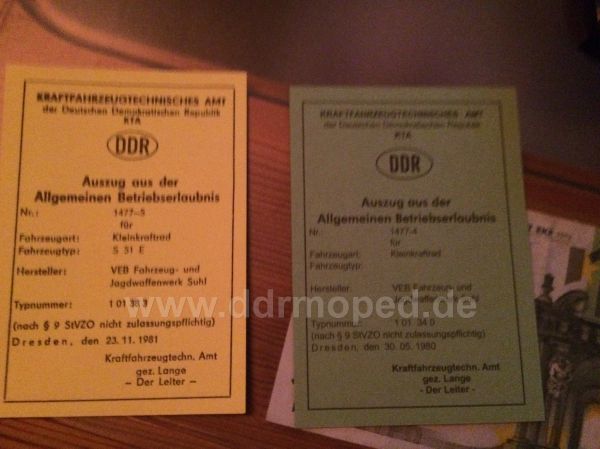 KRAFTFAHRZEUGTECHNISCHES AMT
der Deutschen Demokratischen Republik
KTA
DDR
Auszug aus der
Allgemeinen Betriebserlaubnis
Nr.: 1477-5
für
Fahrzeugart: Kleinkraftrad
Fahrzeugtyp: S 51 E
Hersteller: VEB Fahrzeug- und
Jagdwaffenwerk Suhl
Typnummer: 1 01 38 3
(nach § 9 StVZO nicht zulassungspflichtig)
Dresden, den 23. 11. 1981
Kraftfahrzeugtechn. Amt
gez. Lange
- Der Leiter -
KRAFTFAHRZEUGTECHNISCHES AMT
der Deutschen Demokratischen Republik
KTA
DDR
Auszug aus der
Allgemeinen Betriebserlaubnis
Nr. 1477-4
für
Fahrzeugart: Kleinkraftrad
Fahrzeugtyp:
Hersteller: VEB Fahrzeug- und
Jagdwaffenwerk Suhl
Typnummer: 1 01 34 0
(nach § 9 StVZO nicht zulassungspflichtig)
Dresden, den 30. 05. 1980
Kraftfahrzeugtechn. Amt
gez. Lange
- Der Leiter -
www.ddrmoped.de